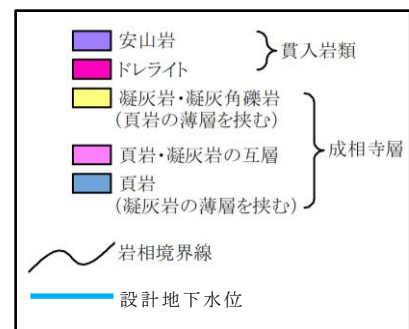 安山岩
貫入岩類
ドレライト
凝灰岩・凝灰角礫岩
(頁岩の薄層を挟む)
成相寺層
頁岩・凝灰岩の互層
頁岩
(凝灰岩の薄層を挟む)
岩相境界線
設計地下水位